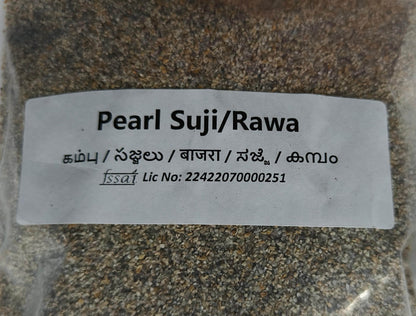 Pearl Suji/Rawa
கம்பு / సజ్జలు / बाजरा / ಸಜ್ಜೆ / കമ്പം
fssai Lic No: 22422070000251